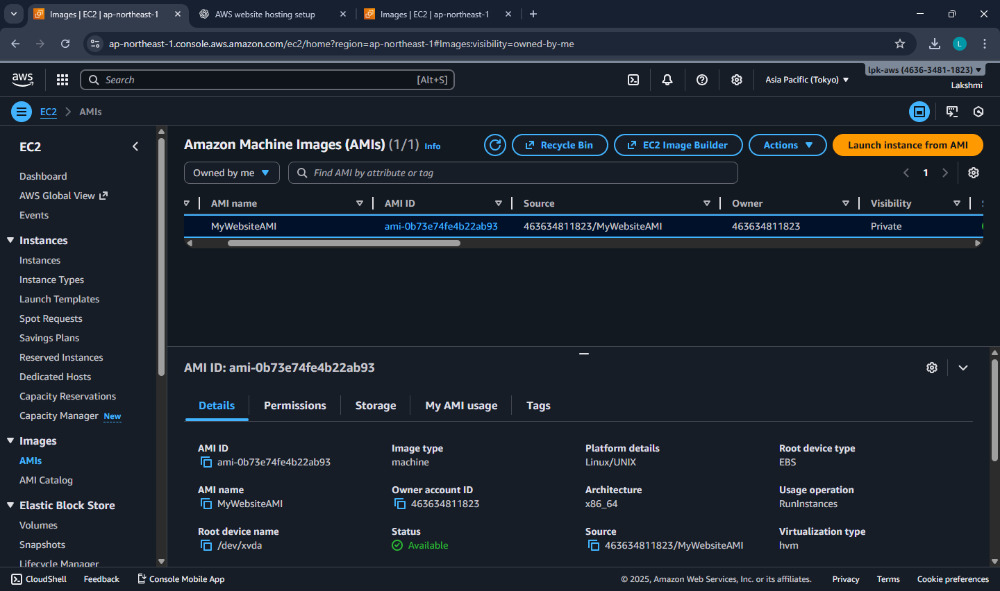 Images | EC2 | ap-northeast-1
AWS website hosting setup
Images | EC2 | ap-northeast-1
ap-northeast-1.console.aws.amazon.com/ec2/home?region=ap-northeast-1#Images:visibility=owned-by-me
L
aws
Search
[Alt+S]
Asia Pacific (Tokyo)
lpk-aws (4636-3481-1823)
Lakshmi
EC2
AMIs
EC2
Dashboard
AWS Global View
Events
Instances
Instances
Instance Types
Launch Templates
Spot Requests
Savings Plans
Reserved Instances
Dedicated Hosts
Capacity Reservations
Capacity Manager New
Images
AMIs
AMI Catalog
Elastic Block Store
Volumes
Snapshots
Lifecycle Manager
Amazon Machine Images (AMIs) (1/1) Info
Recycle Bin
EC2 Image Builder
Actions
Launch instance from AMI
Owned by me
Find AMI by attribute or tag
1
AMI name AMI ID Source Owner Visibility
MyWebsiteAMI ami-0b73e74fe4b22ab93 463634811823/MyWebsiteAMI 463634811823 Private
AMI ID: ami-0b73e74fe4b22ab93
Details Permissions Storage My AMI usage Tags
AMI ID
ami-0b73e74fe4b22ab93
Image type
machine
Platform details
Linux/UNIX
Root device type
EBS
AMI name
MyWebsiteAMI
Owner account ID
463634811823
Architecture
x86_64
Usage operation
RunInstances
Root device name
/dev/xvda
Status
Available
Source
463634811823/MyWebsiteAMI
Virtualization type
hvm
CloudShell
Feedback
Console Mobile App
© 2025, Amazon Web Services, Inc. or its affiliates.
Privacy
Terms
Cookie preferences